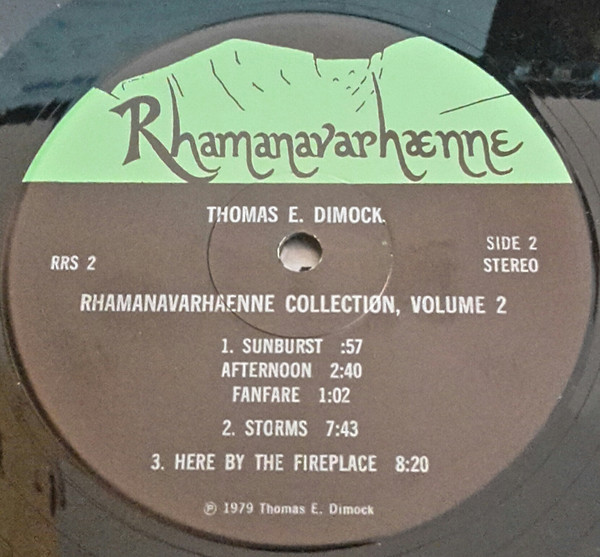 Rhamanavarhænne
THOMAS E. DIMOCK
RRS 2
SIDE 2
STEREO
RHAMANAVARHAENNE COLLECTION, VOLUME 2
1. SUNBURST :57
AFTERNOON 2:40
FANFARE 1:02
2. STORMS 7:43
3. HERE BY THE FIREPLACE 8:20
℗ 1979 Thomas E. Dimock